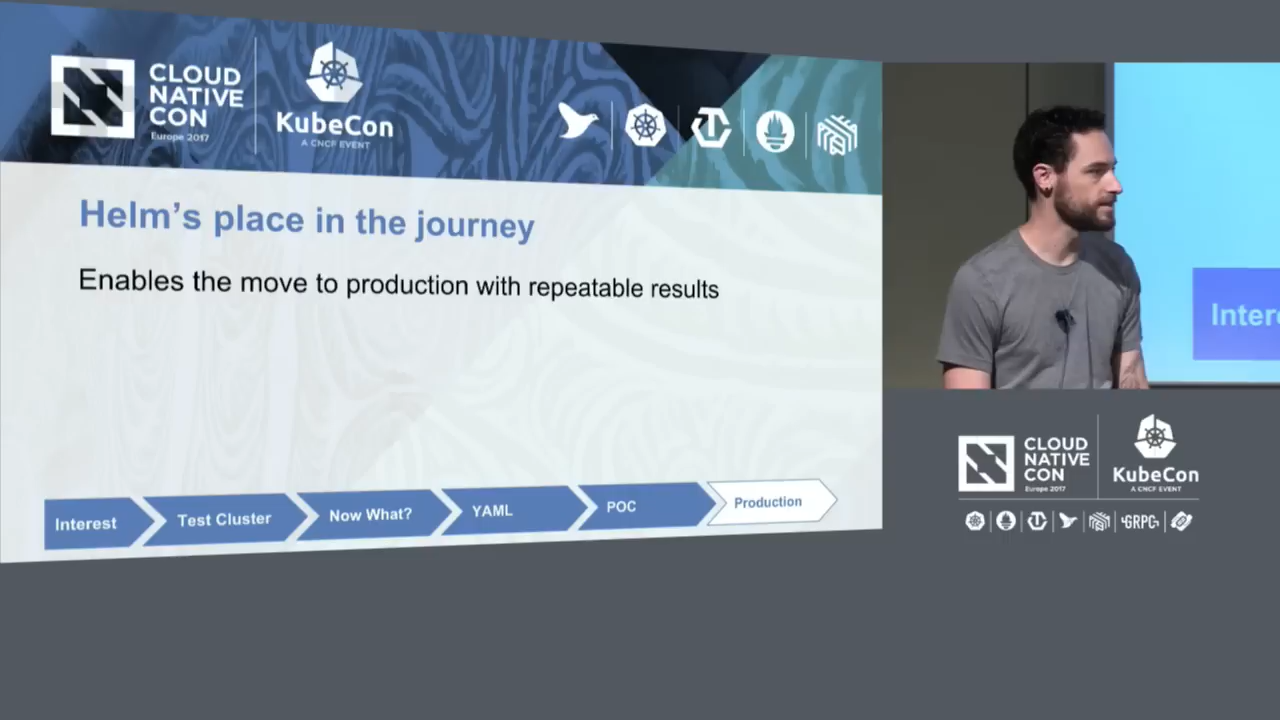 CLOUD
NATIVE
CON
Europe 2017
KubeCon
A CNCF EVENT
Helm's place in the journey
Enables the move to production with repeatable results
Interest
Test Cluster
Now What?
YAML
POC
Production
Inter
CLOUD
NATIVE
CON
Europe 2017
KubeCon
A CNCF EVENT
GRPC